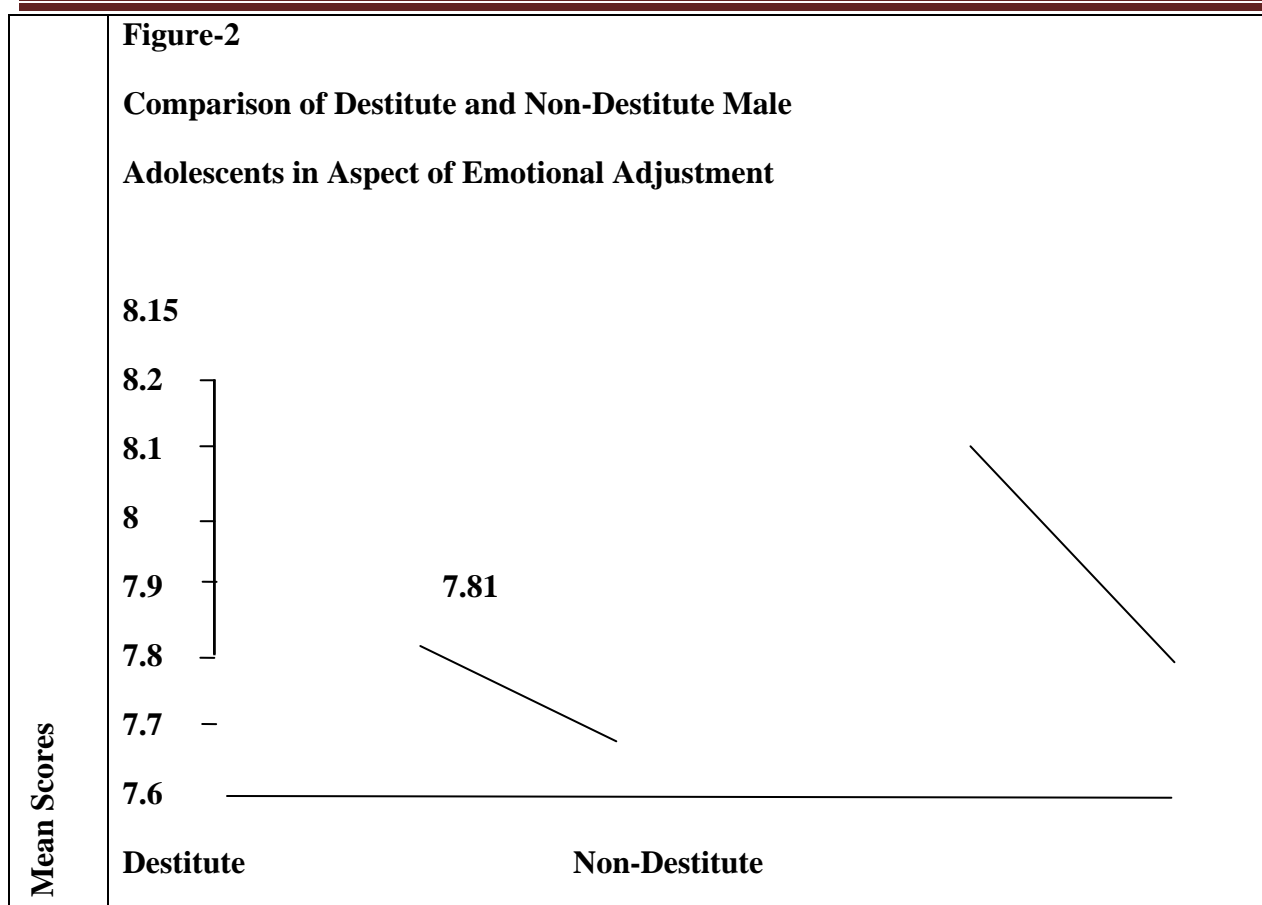 Figure-2
Comparison of Destitute and Non-Destitute Male
Adolescents in Aspect of Emotional Adjustment
8.15
8.2
8.1
8
7.9 7.81
7.8
7.7
7.6
Mean Scores
Destitute Non-Destitute